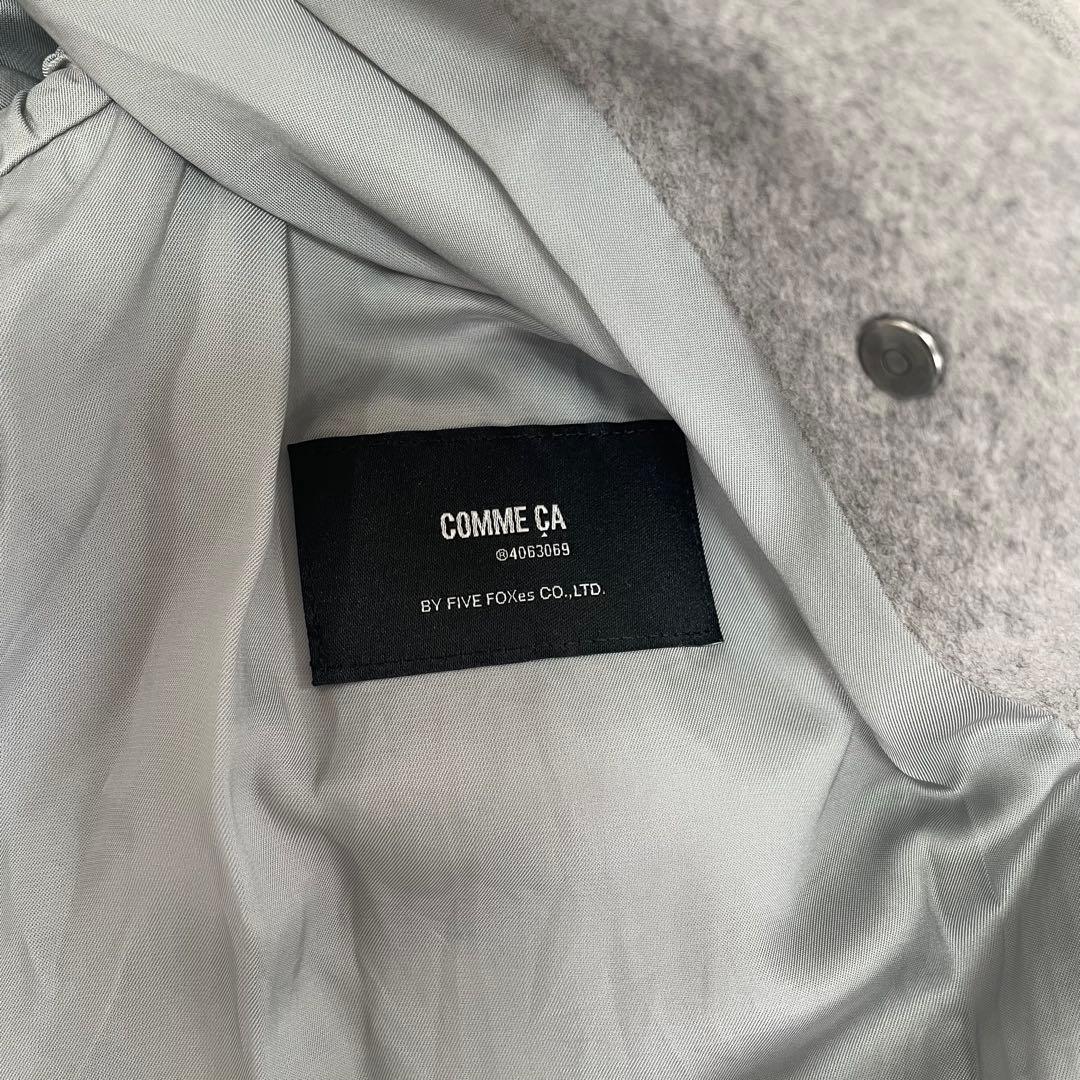 COMME ÇA
®4063069
BY FIVE FOXes CO.,LTD.